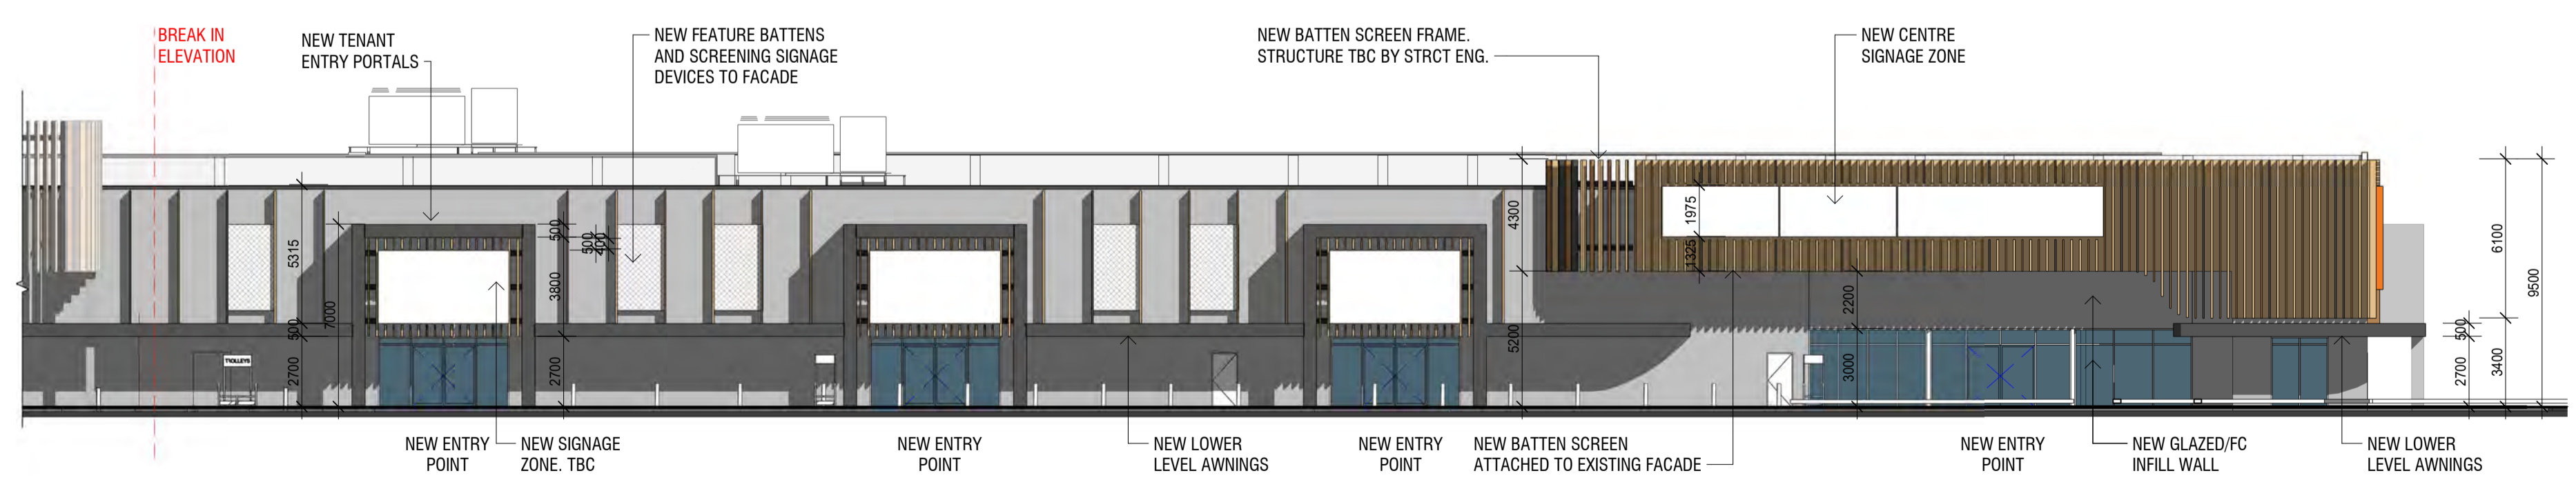 BREAK IN
ELEVATION
NEW TENANT
ENTRY PORTALS
NEW FEATURE BATTENS
AND SCREENING SIGNAGE
DEVICES TO FACADE
NEW BATTEN SCREEN FRAME.
STRUCTURE TBC BY STRCT ENG.
NEW CENTRE
SIGNAGE ZONE
5315
7000
500
2700
500
500
400
3800
2700
4300
5200
1975
1325
2200
3000
6100
9500
500
2700
3400
TROLLEYS
NEW ENTRY
POINT
NEW SIGNAGE
ZONE. TBC
NEW ENTRY
POINT
NEW LOWER
LEVEL AWNINGS
NEW ENTRY
POINT
NEW BATTEN SCREEN
ATTACHED TO EXISTING FACADE
NEW ENTRY
POINT
NEW GLAZED/FC
INFILL WALL
NEW LOWER
LEVEL AWNINGS